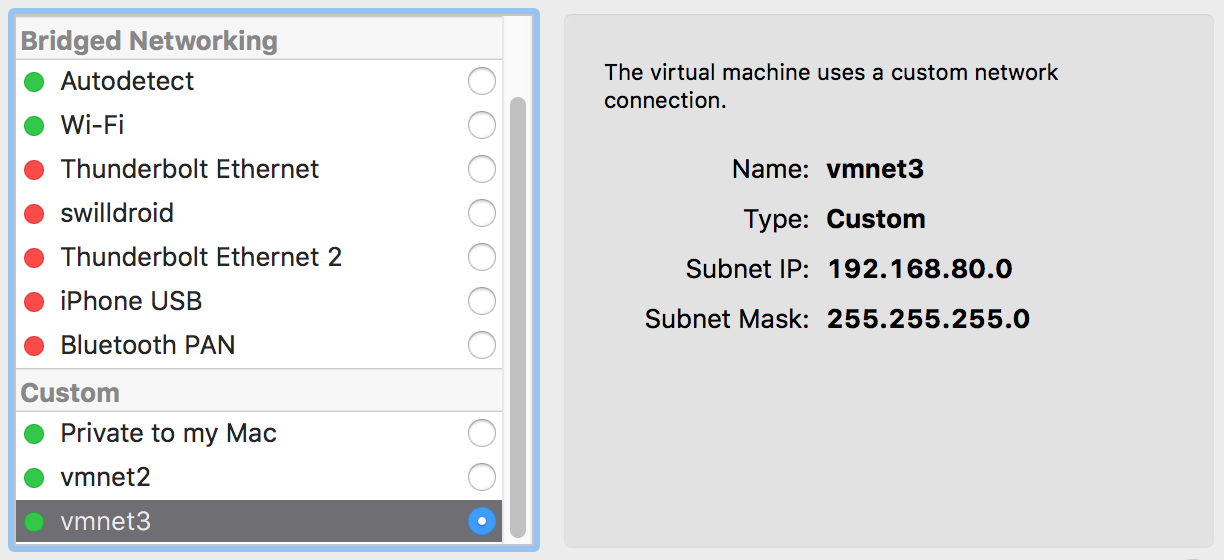 Bridged Networking
Autodetect
Wi-Fi
Thunderbolt Ethernet
swilldroid
Thunderbolt Ethernet 2
iPhone USB
Bluetooth PAN
Custom
Private to my Mac
vmnet2
vmnet3
The virtual machine uses a custom network
connection.
Name: vmnet3
Type: Custom
Subnet IP: 192.168.80.0
Subnet Mask: 255.255.255.0